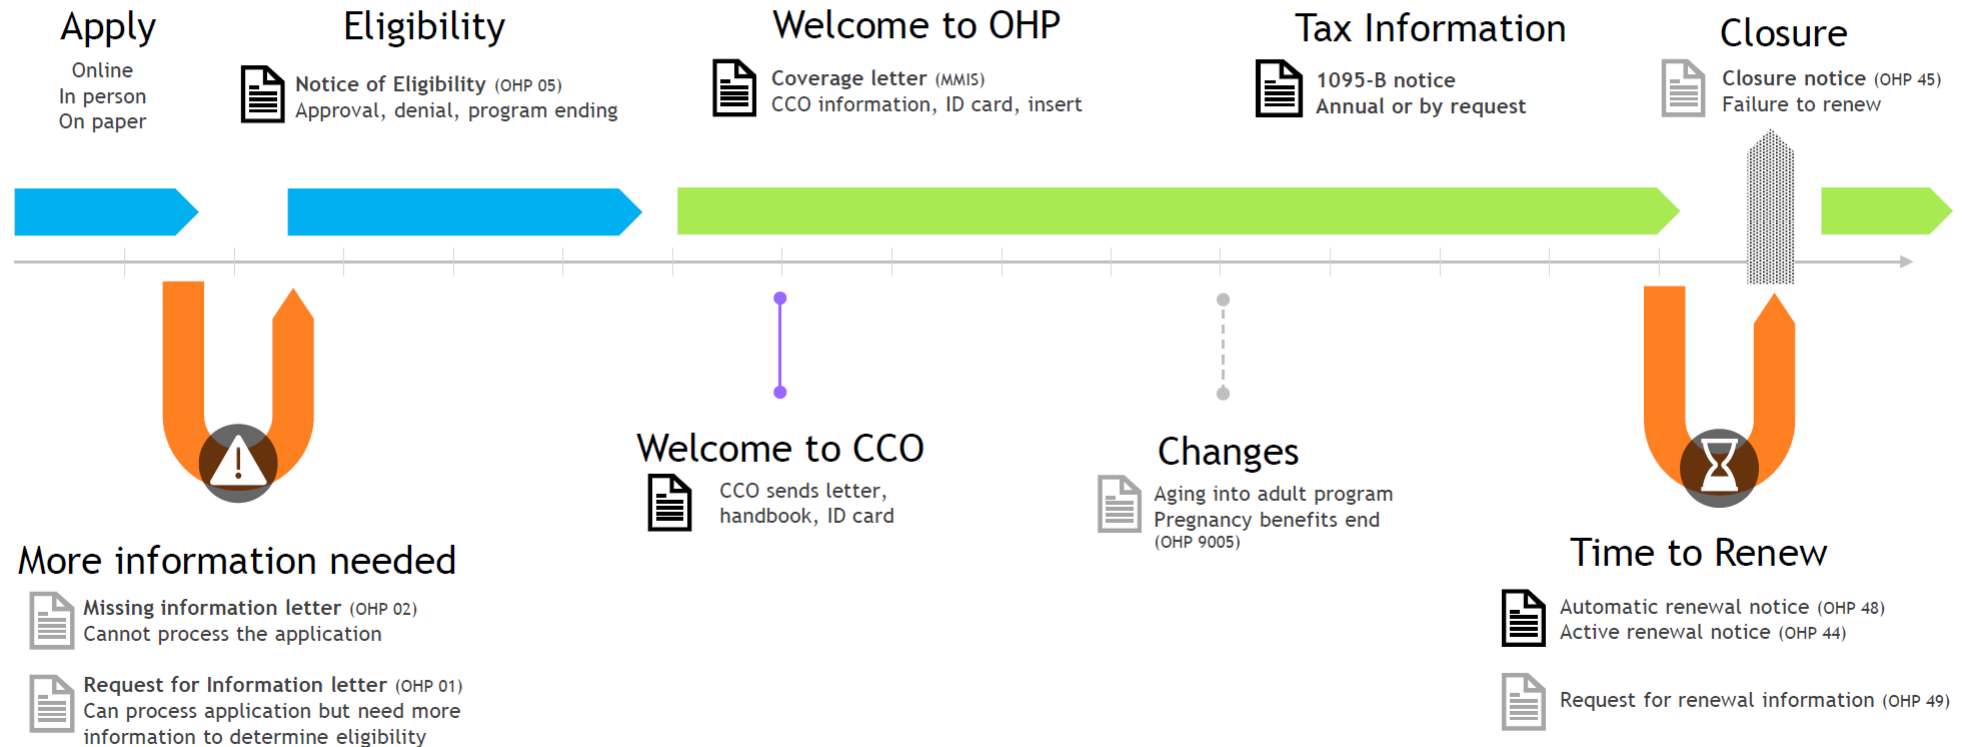 Apply
Online
In person
On paper
Eligibility
Notice of Eligibility (OHP 05)
Approval, denial, program ending
Welcome to OHP
Coverage letter (MMIS)
CCO information, ID card, insert
Tax Information
1095-B notice
Annual or by request
Closure
Closure notice (OHP 45)
Failure to renew
More information needed
Missing information letter (OHP 02)
Cannot process the application
Request for Information letter (OHP 01)
Can process application but need more
information to determine eligibility
Welcome to CCO
CCO sends letter,
handbook, ID card
Changes
Aging into adult program
Pregnancy benefits end
(OHP 9005)
Time to Renew
Automatic renewal notice (OHP 48)
Active renewal notice (OHP 44)
Request for renewal information (OHP 49)